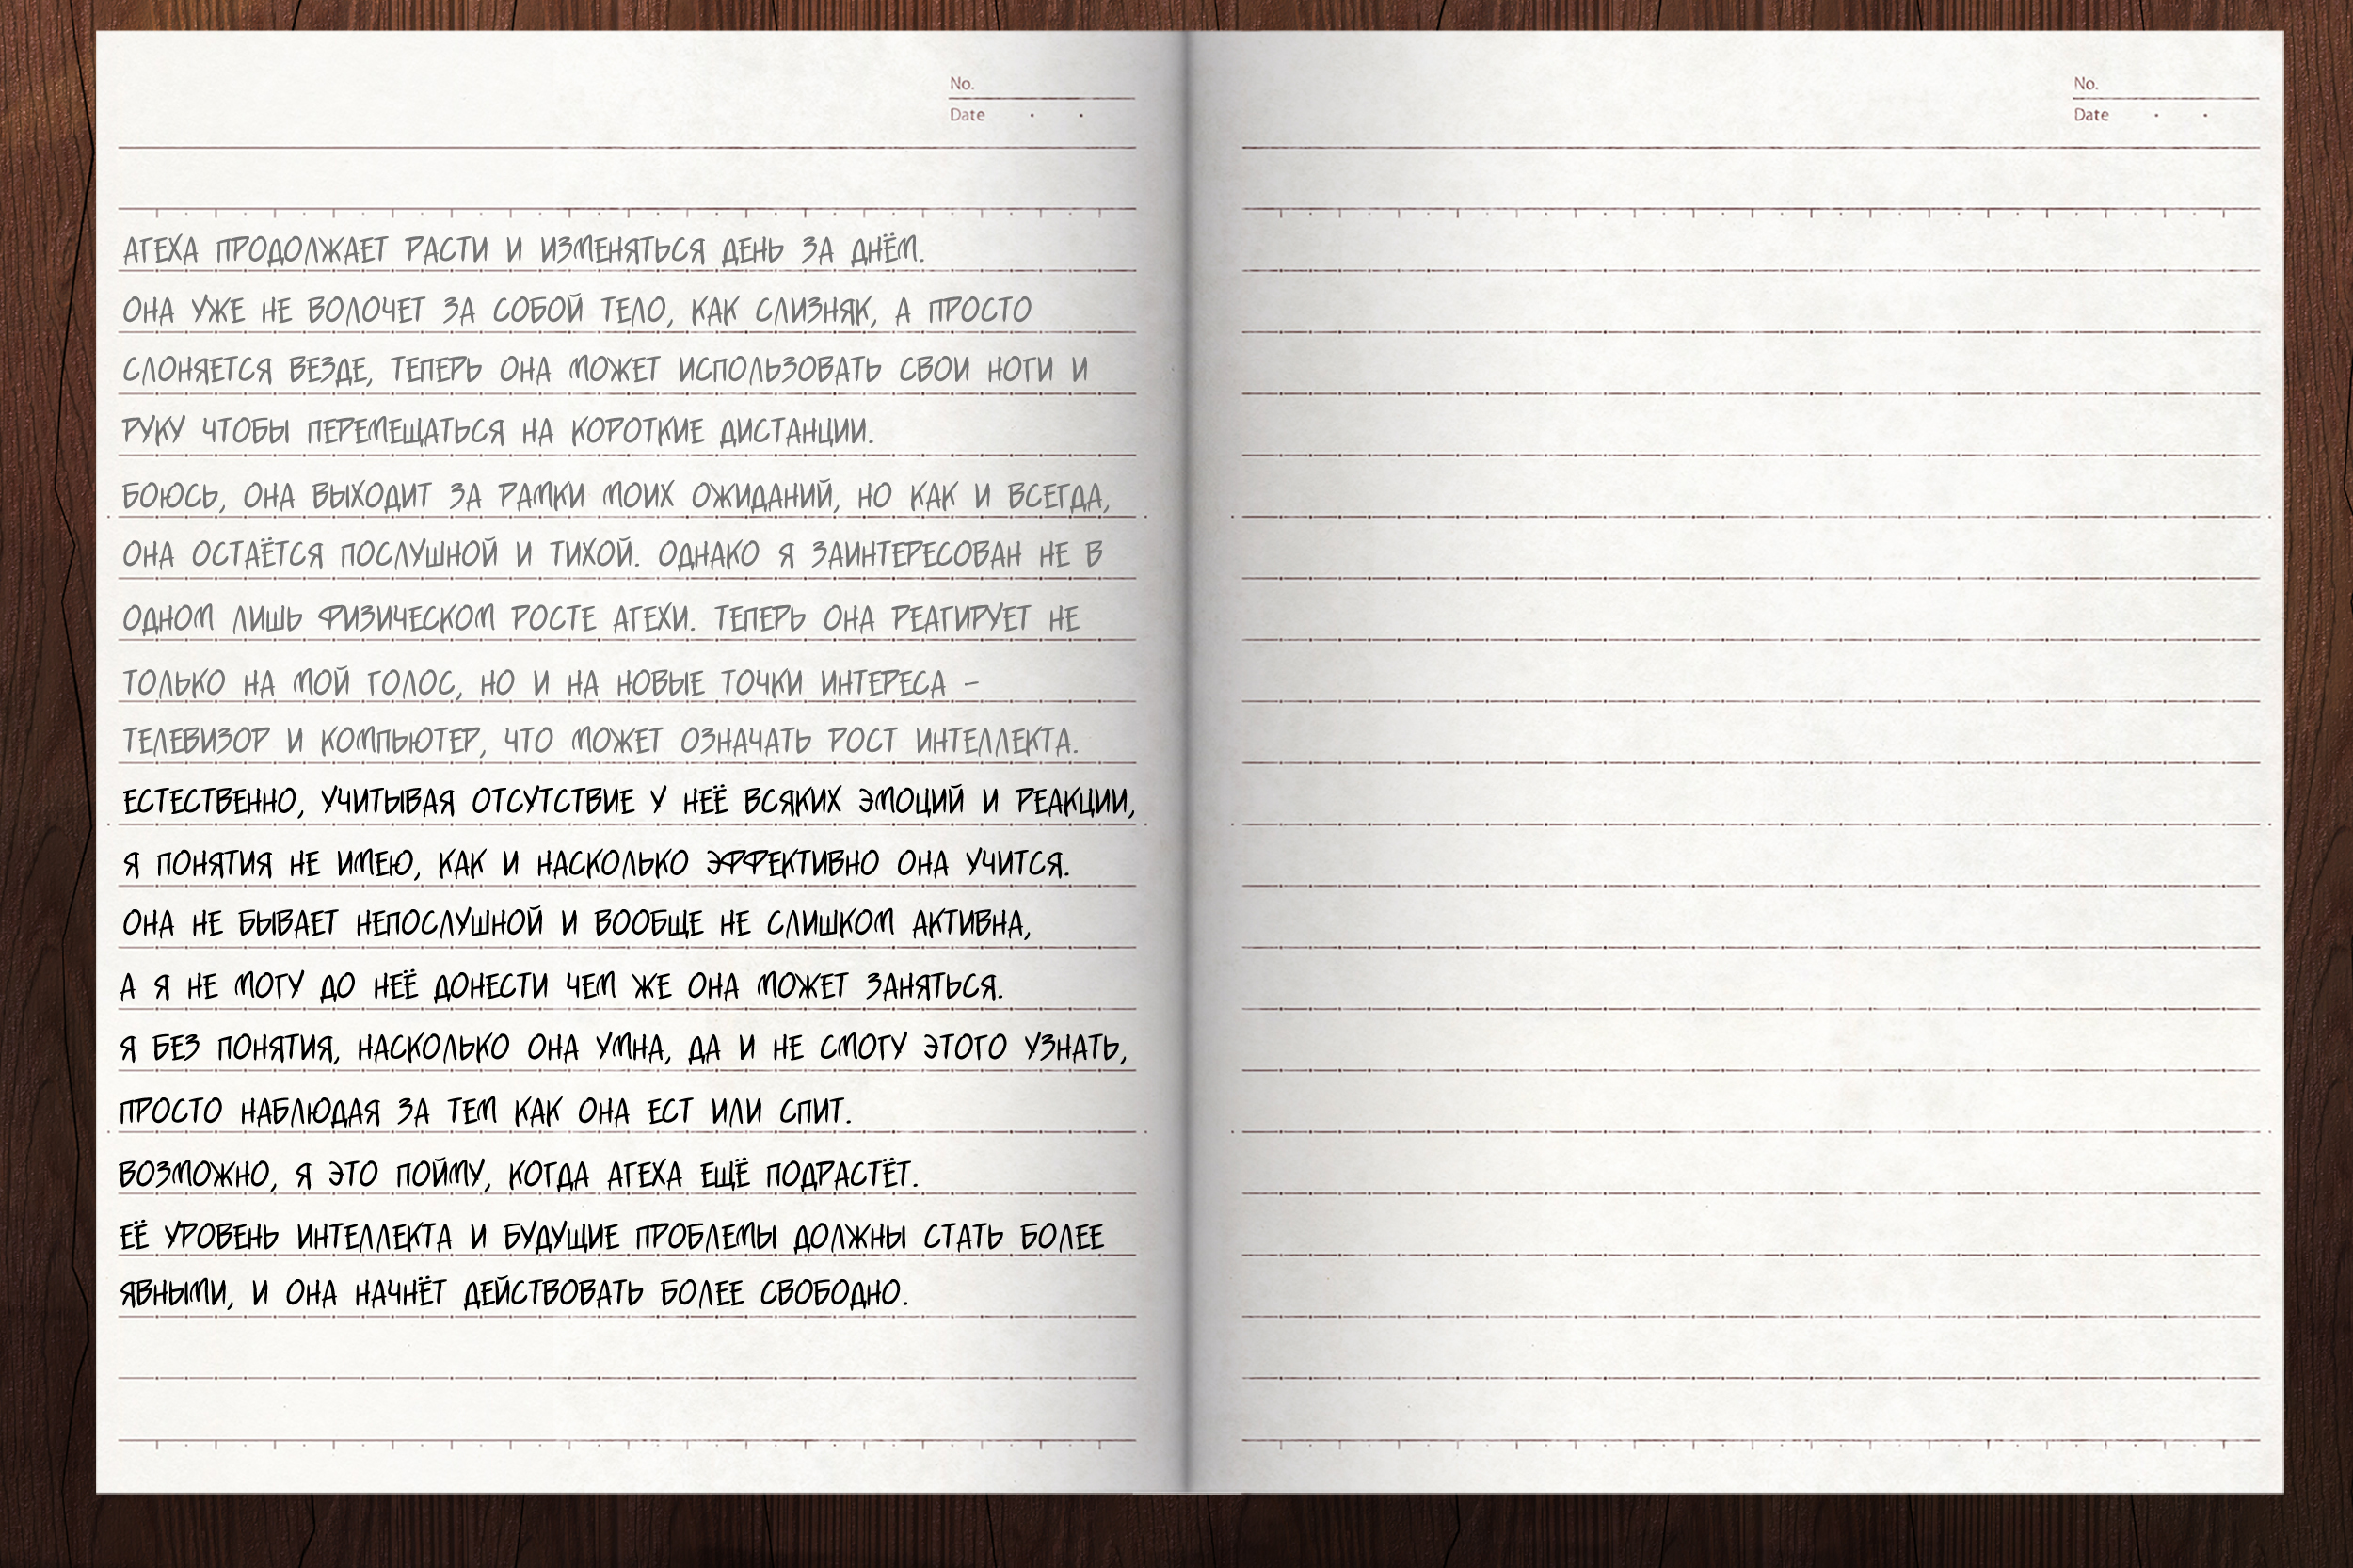 No.
Date
АГЕХА ПРОДОЛЖАЕТ РАСТИ И ИЗМЕНЯТЬСЯ ДЕНЬ ЗА ДНЁМ.
ОНА УЖЕ НЕ ВОЛОЧЕТ ЗА СОБОЙ ТЕЛО, КАК СЛИЗНЯК, А ПРОСТО
СЛОНЯЕТСЯ ВЕЗДЕ, ТЕПЕРЬ ОНА МОЖЕТ ИСПОЛЬЗОВАТЬ СВОИ НОГИ И
РУКУ ЧТОБЫ ПЕРЕМЕЩАТЬСЯ НА КОРОТКИЕ ДИСТАНЦИИ.
БОЮСЬ, ОНА ВЫХОДИТ ЗА РАМКИ МОИХ ОЖИДАНИЙ, НО КАК И ВСЕГДА,
ОНА ОСТАЁТСЯ ПОСЛУШНОЙ И ТИХОЙ. ОДНАКО Я ЗАИНТЕРЕСОВАН НЕ В
ОДНОМ ЛИШЬ ФИЗИЧЕСКОМ РОСТЕ АГЕХИ. ТЕПЕРЬ ОНА РЕАГИРУЕТ НЕ
ТОЛЬКО НА МОЙ ГОЛОС, НО И НА НОВЫЕ ТОЧКИ ИНТЕРЕСА –
ТЕЛЕВИЗОР И КОМПЬЮТЕР, ЧТО МОЖЕТ ОЗНАЧАТЬ РОСТ ИНТЕЛЛЕКТА.
ЕСТЕСТВЕННО, УЧИТЫВАЯ ОТСУТСТВИЕ У НЕЁ ВСЯКИХ ЭМОЦИЙ И РЕАКЦИИ,
Я ПОНЯТИЯ НЕ ИМЕЮ, КАК И НАСКОЛЬКО ЭФФЕКТИВНО ОНА УЧИТСЯ.
ОНА НЕ БЫВАЕТ НЕПОСЛУШНОЙ И ВООБЩЕ НЕ СЛИШКОМ АКТИВНА,
А Я НЕ МОГУ ДО НЕЁ ДОНЕСТИ ЧЕМ ЖЕ ОНА МОЖЕТ ЗАНЯТЬСЯ.
Я БЕЗ ПОНЯТИЯ, НАСКОЛЬКО ОНА УМНА, ДА И НЕ СМОГУ ЭТОГО УЗНАТЬ,
ПРОСТО НАБЛЮДАЯ ЗА ТЕМ КАК ОНА ЕСТ ИЛИ СПИТ.
ВОЗМОЖНО, Я ЭТО ПОЙМУ, КОГДА АГЕХА ЕЩЁ ПОДРАСТЁТ.
ЕЁ УРОВЕНЬ ИНТЕЛЛЕКТА И БУДУЩИЕ ПРОБЛЕМЫ ДОЛЖНЫ СТАТЬ БОЛЕЕ
ЯВНЫМИ, И ОНА НАЧНЁТ ДЕЙСТВОВАТЬ БОЛЕЕ СВОБОДНО.
No.
Date